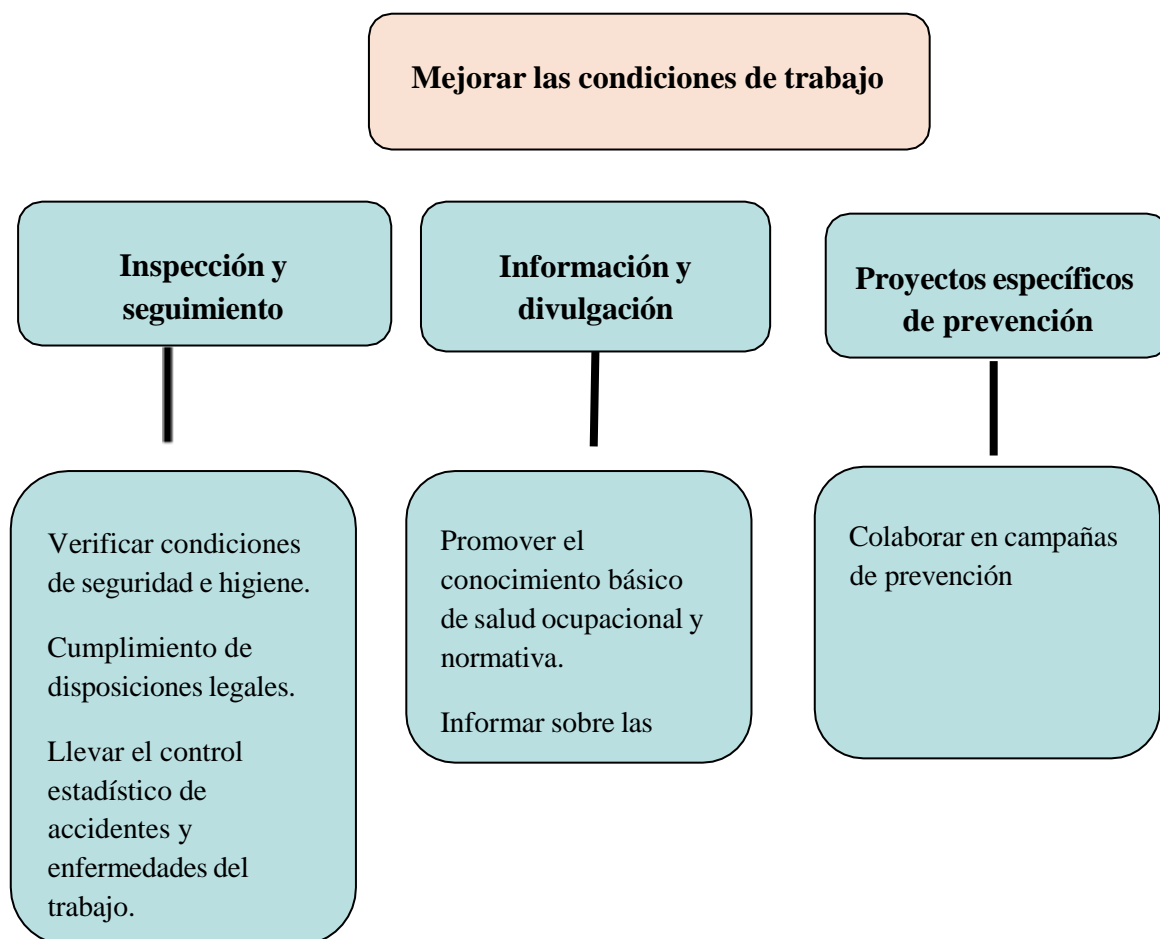 Mejorar las condiciones de trabajo
Inspección y
seguimiento
Información y
divulgación
Proyectos específicos
de prevención
Verificar condiciones
de seguridad e higiene.
Cumplimiento de
disposiciones legales.
Llevar el control
estadístico de
accidentes y
enfermedades del
trabajo.
Promover el
conocimiento básico
de salud ocupacional y
normativa.
Informar sobre las
Colaborar en campañas
de prevención